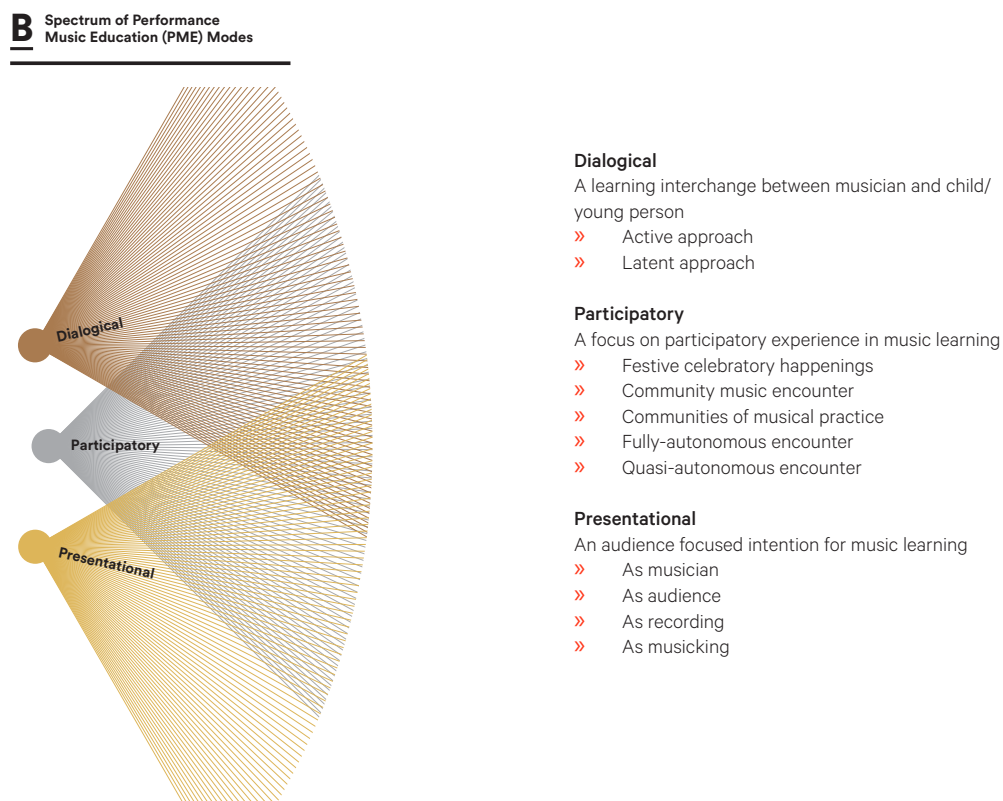 B
Spectrum of Performance
Music Education (PME) Modes
Dialogical
Participatory
Presentational
Dialogical
A learning interchange between musician and child/
young person
» Active approach
» Latent approach
Participatory
A focus on participatory experience in music learning
» Festive celebratory happenings
» Community music encounter
» Communities of musical practice
» Fully-autonomous encounter
» Quasi-autonomous encounter
Presentational
An audience focused intention for music learning
» As musician
» As audience
» As recording
» As musicking